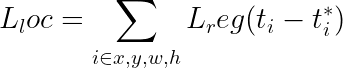 L_loc = \sum_{i \in x,y,w,h} L_reg(t_i - t_i^*)